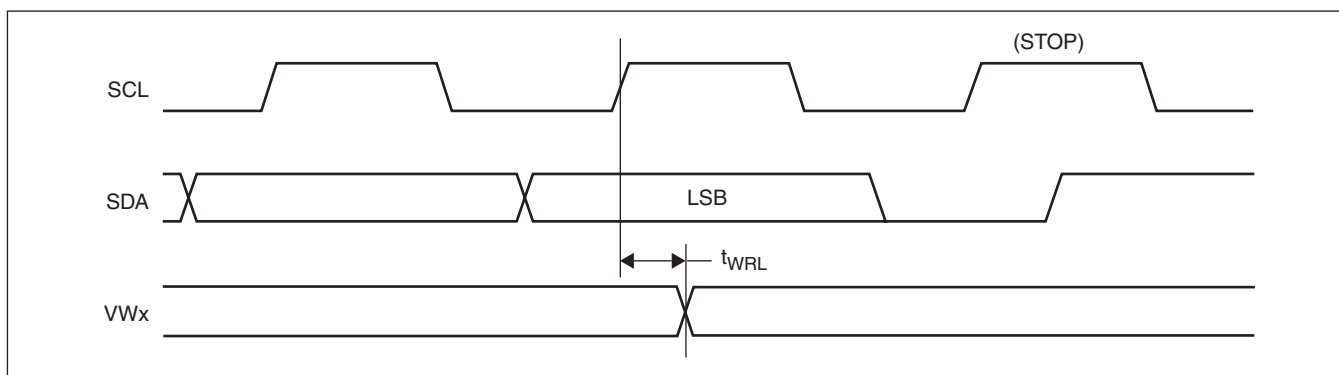 (STOP)
SCL
SDA
LSB
tWRL
VWx